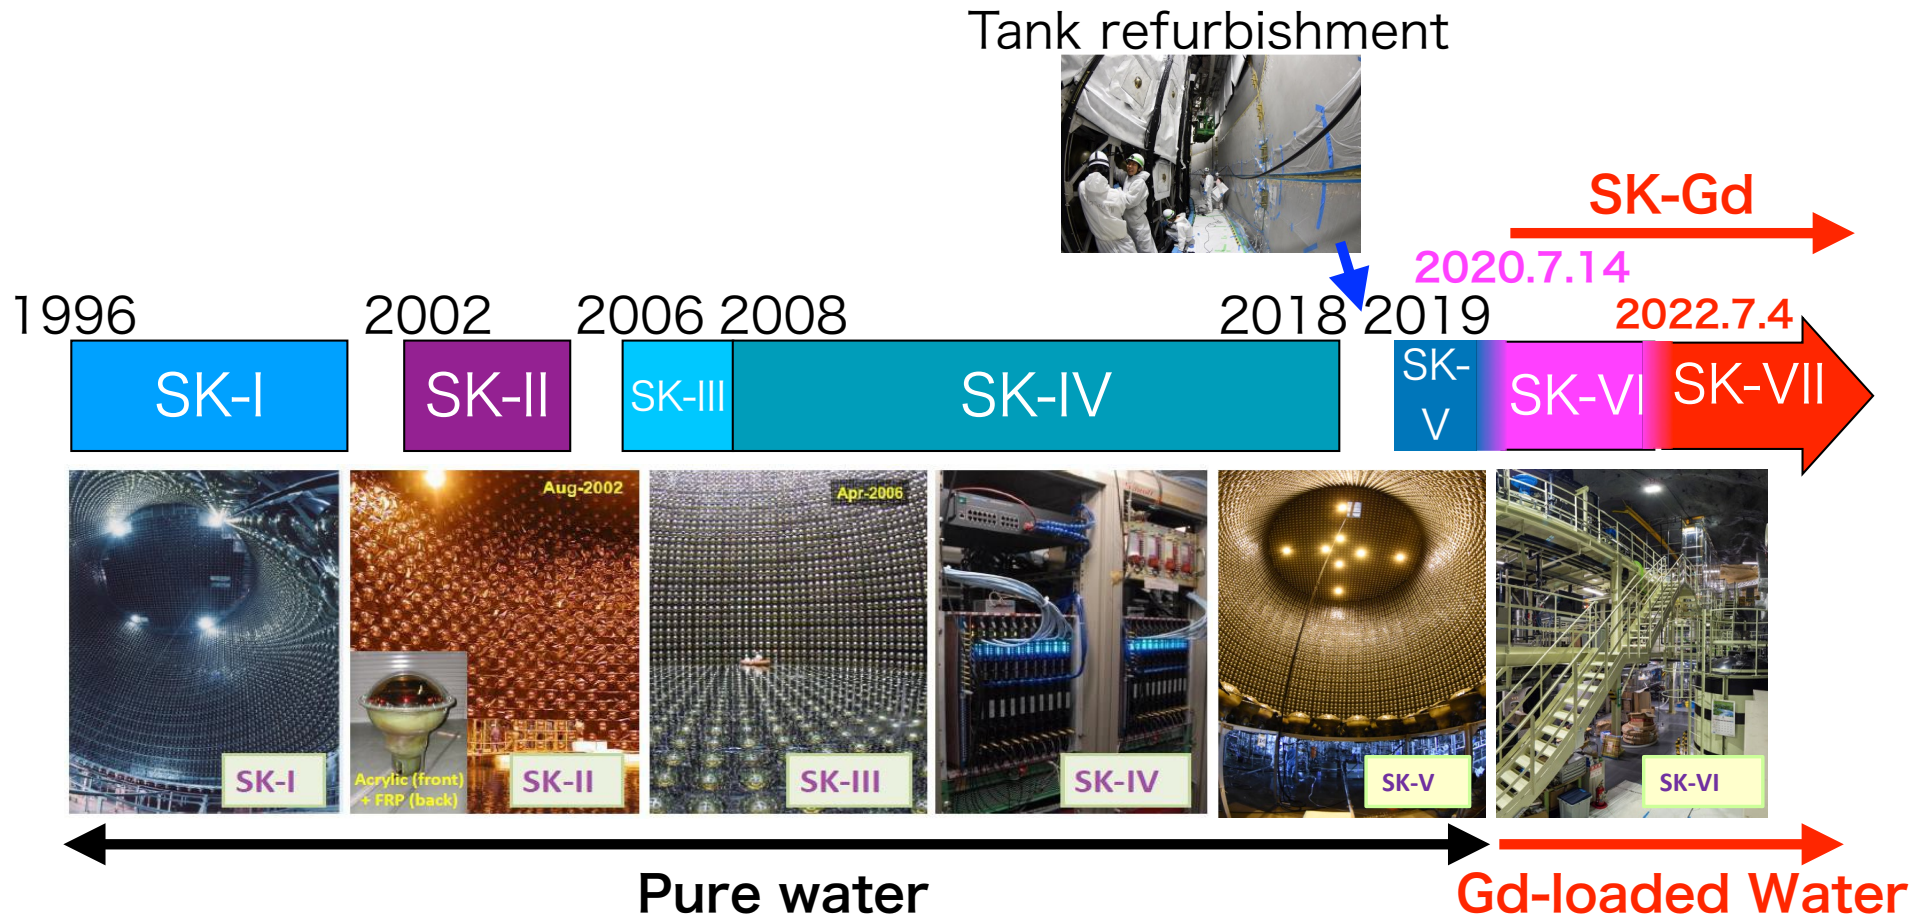 Tank refurbishment
SK-Gd
2020.7.14
1996
2002
2006
2008
2018
2019
2022.7.4
SK-I
SK-II
SK-III
SK-IV
SK-
V
SK-VI
SK-VII
Aug-2002
Apr-2006
Acrylic (front)
+ FRP (back)
SK-I
SK-II
SK-III
SK-IV
SK-V
SK-VI
Pure water
Gd-loaded Water